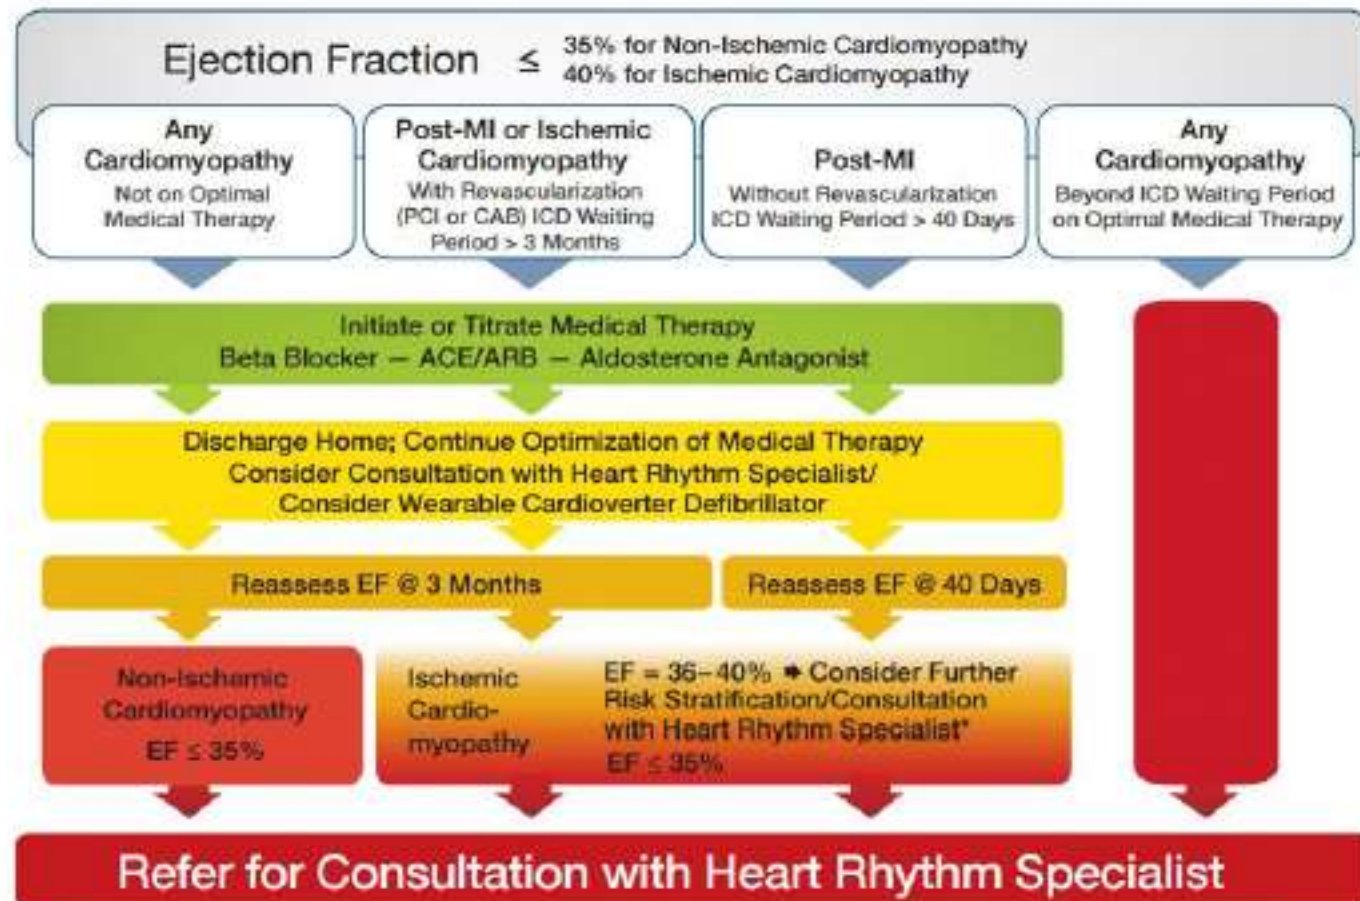 Ejection Fraction ≤
35% for Non-Ischemic Cardiomyopathy
40% for Ischemic Cardiomyopathy
Any
Cardiomyopathy
Not on Optimal
Medical Therapy
Post-MI or Ischemic
Cardiomyopathy
With Revascularization
(PCI or CAB) ICD Waiting
Period > 3 Months
Post-MI
Without Revascularization
ICD Waiting Period > 40 Days
Any
Cardiomyopathy
Beyond ICD Waiting Period
on Optimal Medical Therapy
Initiate or Titrate Medical Therapy
Beta Blocker — ACE/ARB — Aldosterone Antagonist
Discharge Home; Continue Optimization of Medical Therapy
Consider Consultation with Heart Rhythm Specialist/
Consider Wearable Cardioverter Defibrillator
Reassess EF @ 3 Months
Reassess EF @ 40 Days
Non-Ischemic
Cardiomyopathy
EF ≤ 35%
Ischemic
Cardio-
myopathy
EF = 36–40% ➡ Consider Further
Risk Stratification/Consultation
with Heart Rhythm Specialist*
EF ≤ 35%
Refer for Consultation with Heart Rhythm Specialist